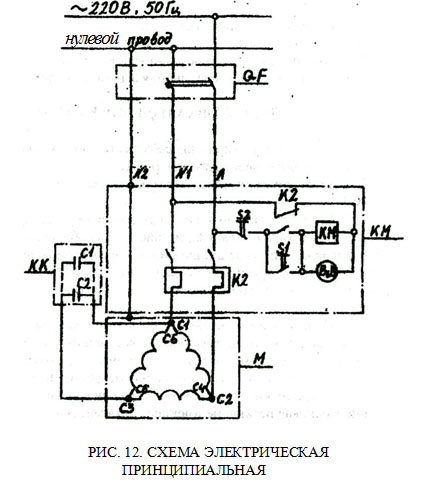 ~220В, 50Гц
нулевой провод
QF
N2
N1
А
K2
S2
KM
KM
S1
КК
C1
C2
K2
C1
C6
М
C5
C4
C3
C2
РИС. 12. СХЕМА ЭЛЕКТРИЧЕСКАЯ
ПРИНЦИПИАЛЬНАЯ